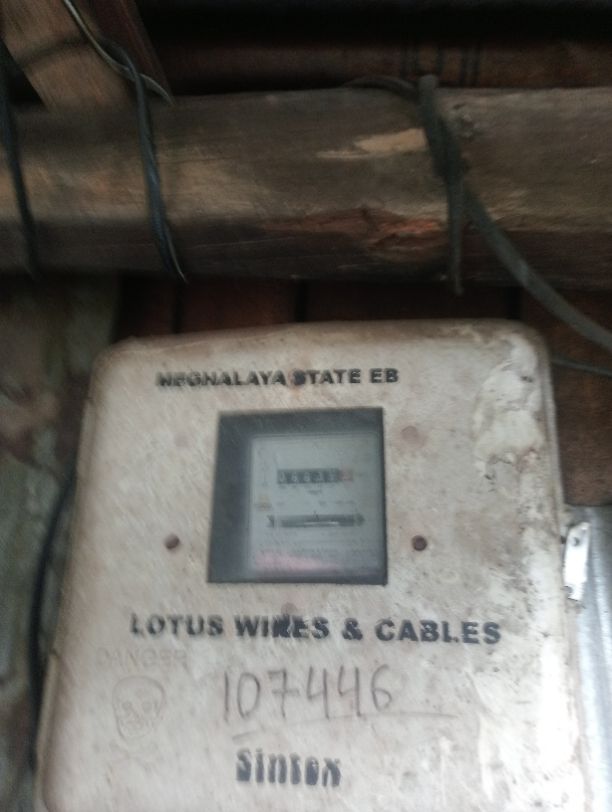 MEGHALAYA STATE EB
LOTUS WIRES & CABLES
DANGER
107446
Sintex